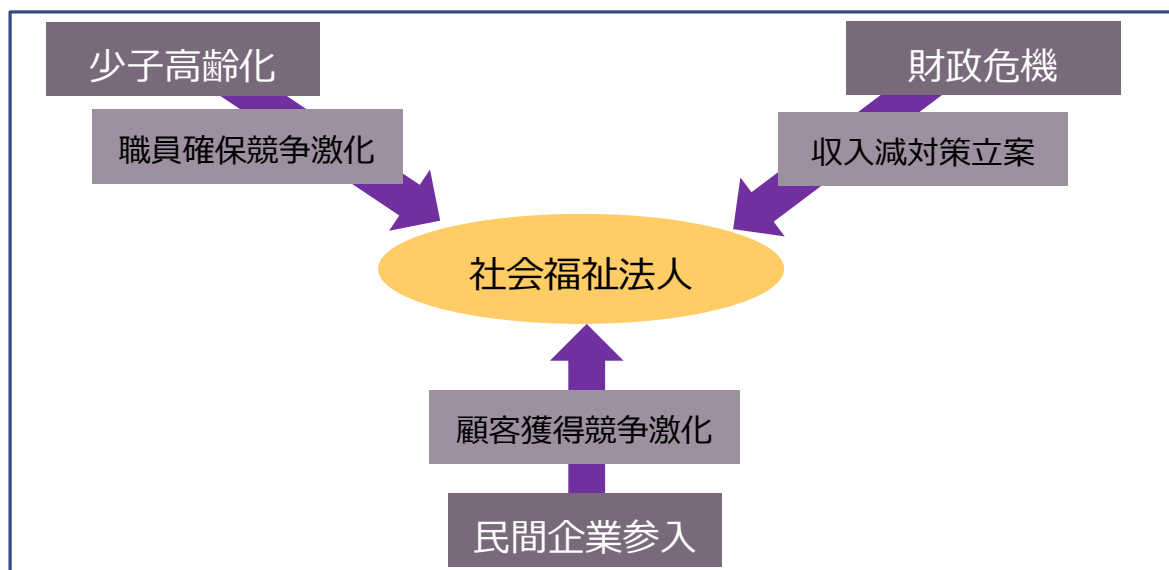 少子高齢化
財政危機
職員確保競争激化
収入減対策立案
社会福祉法人
顧客獲得競争激化
民間企業参入